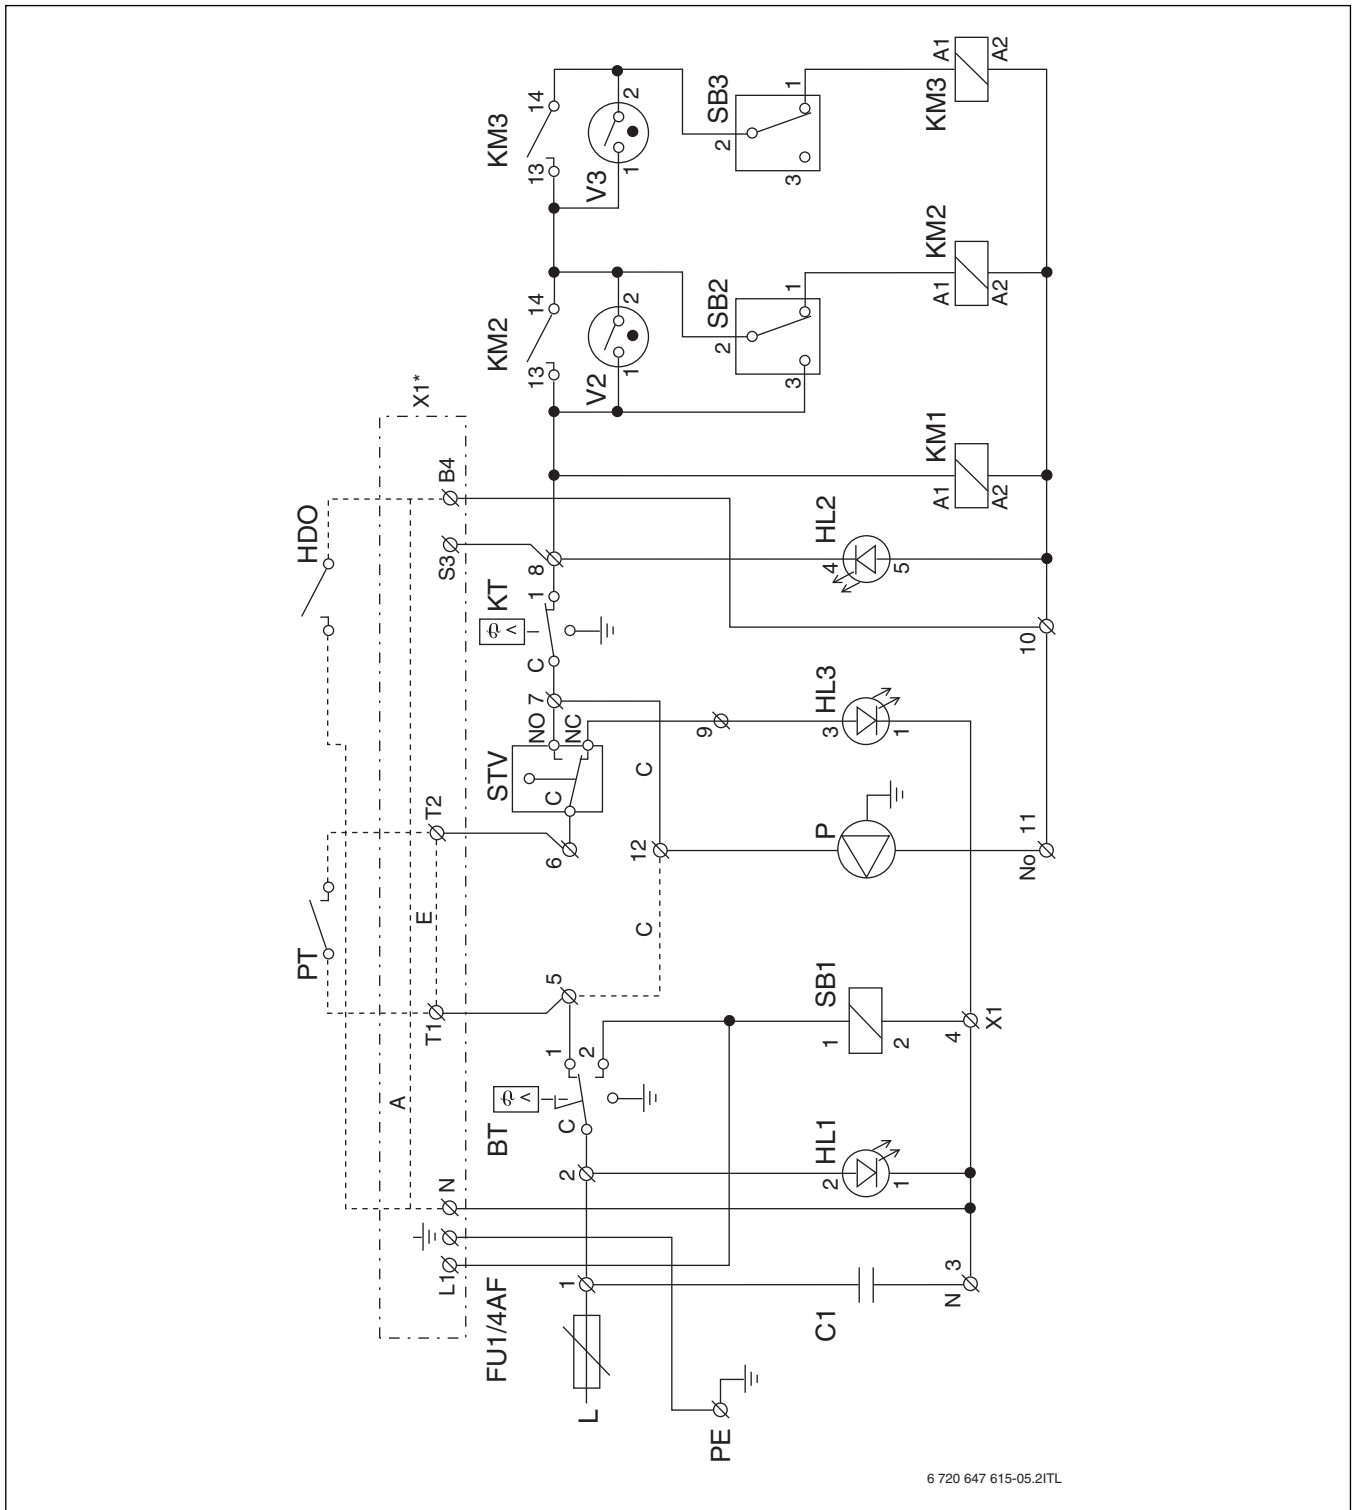 KM3
13
14
V3
1
2
SB3
2
1
3
KM3
A1
A2
KM2
13
14
V2
1
2
SB2
2
1
3
KM2
A1
A2
KM1
A1
A2
X1*
HDO
B4
S3
8
KT
1
C
ϑ
>
HL2
4
5
10
7
NO
NC
STV
C
C
9
HL3
3
1
PT
E
T2
T1
6
12
P
No
11
C
5
A
BT
1
2
C
ϑ
>
SB1
1
2
4
X1
HL1
2
1
2
N
L1
FU1/4AF
1
L
C1
N
3
PE
6 720 647 615-05.2ITL